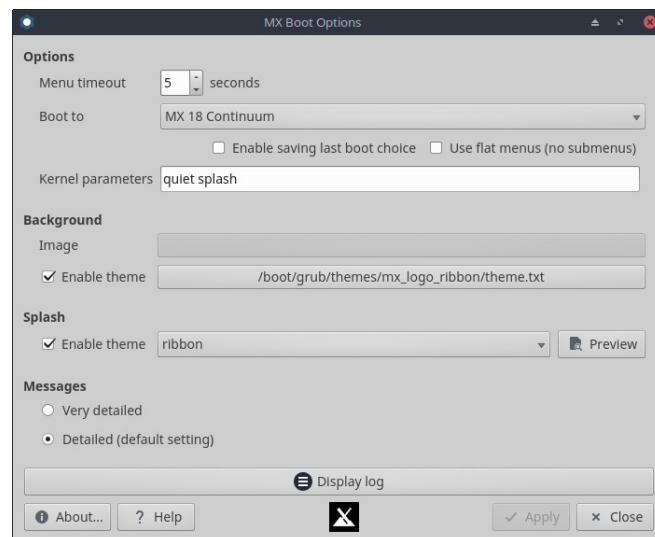 MX Boot Options
Options
Menu timeout 5 seconds
Boot to MX 18 Continuum
Enable saving last boot choice Use flat menus (no submenus)
Kernel parameters quiet splash
Background
Image
Enable theme /boot/grub/themes/mx_logo_ribbon/theme.txt
Splash
Enable theme ribbon Preview
Messages
Very detailed
Detailed (default setting)
Display log
About... ? Help Apply Close